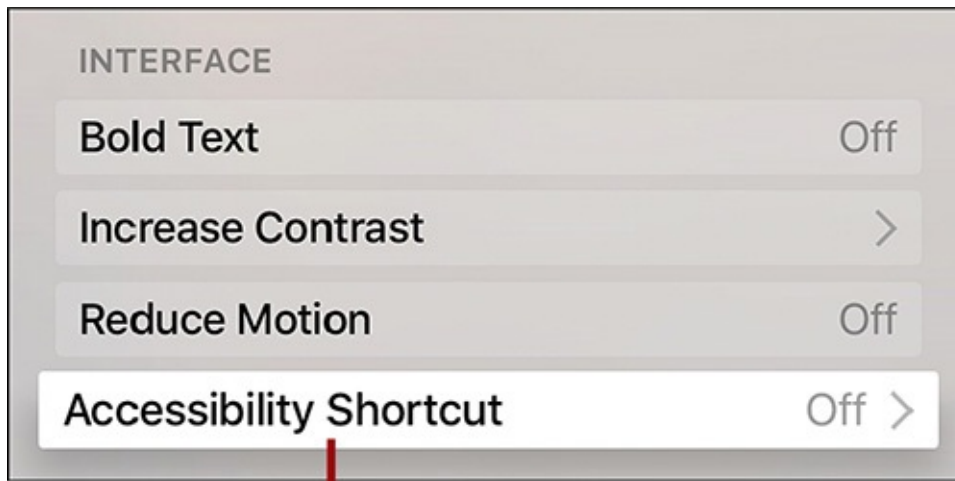 INTERFACE
Bold Text Off
Increase Contrast
Reduce Motion Off
Accessibility Shortcut Off